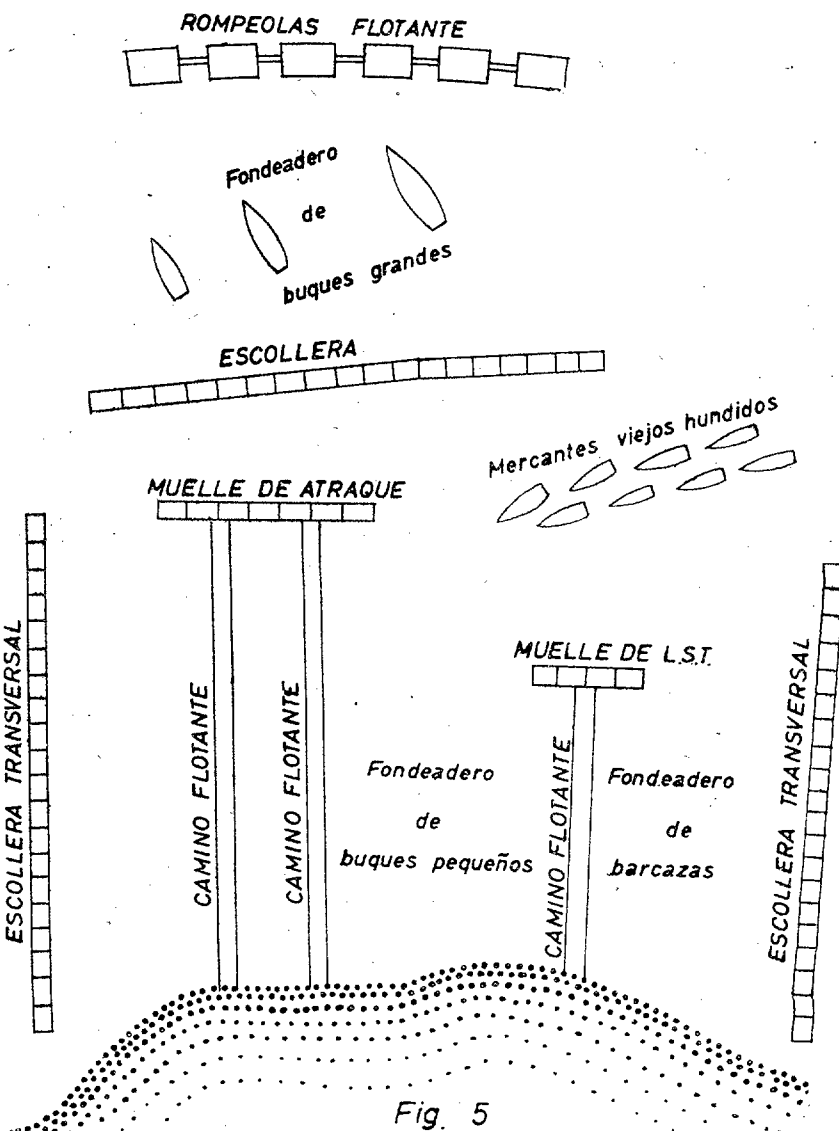 ROMPEOLAS FLOTANTE
Fondeadero
de
buques grandes
ESCOLLERA
Mercantes viejos hundidos
MUELLE DE ATRAQUE
ESCOLLERA TRANSVERSAL
CAMINO FLOTANTE
CAMINO FLOTANTE
Fondeadero
de
buques pequeños
MUELLE DE L.S.T.
CAMINO FLOTANTE
Fondeadero
de
barcazas
ESCOLLERA TRANSVERSAL
Fig. 5